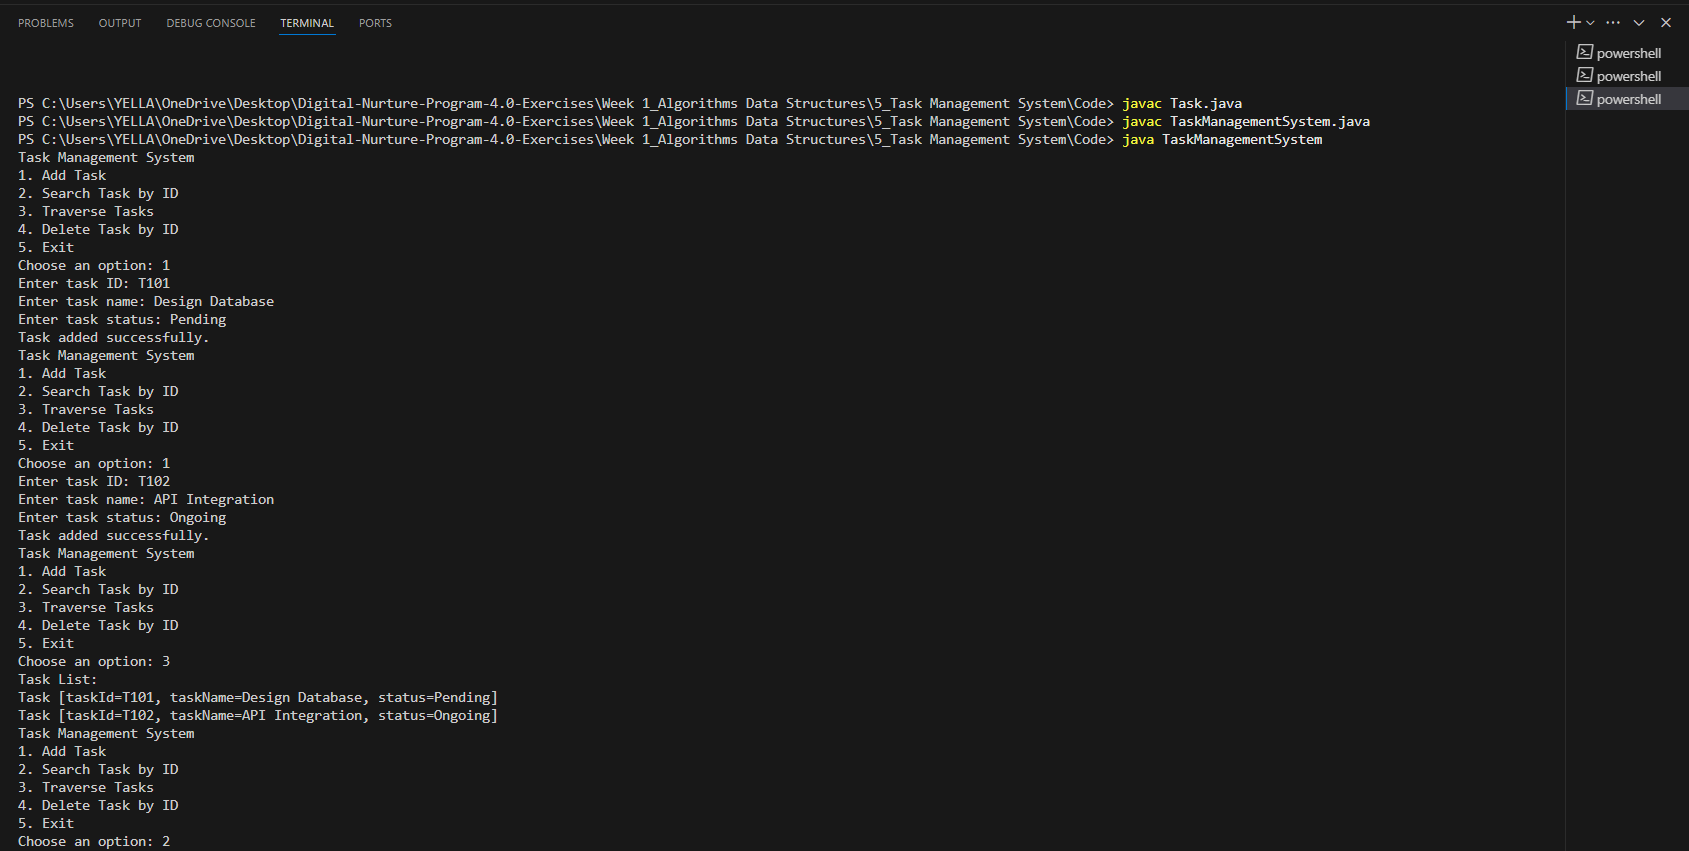 PROBLEMS OUTPUT DEBUG CONSOLE TERMINAL PORTS
powershell
powershell
powershell
PS C:\Users\YELLA\OneDrive\Desktop\Digital-Nurture-Program-4.0-Exercises\Week 1_Algorithms Data Structures\5_Task Management System\Code> javac Task.java
PS C:\Users\YELLA\OneDrive\Desktop\Digital-Nurture-Program-4.0-Exercises\Week 1_Algorithms Data Structures\5_Task Management System\Code> javac TaskManagementSystem.java
PS C:\Users\YELLA\OneDrive\Desktop\Digital-Nurture-Program-4.0-Exercises\Week 1_Algorithms Data Structures\5_Task Management System\Code> java TaskManagementSystem
Task Management System
1. Add Task
2. Search Task by ID
3. Traverse Tasks
4. Delete Task by ID
5. Exit
Choose an option: 1
Enter task ID: T101
Enter task name: Design Database
Enter task status: Pending
Task added successfully.
Task Management System
1. Add Task
2. Search Task by ID
3. Traverse Tasks
4. Delete Task by ID
5. Exit
Choose an option: 1
Enter task ID: T102
Enter task name: API Integration
Enter task status: Ongoing
Task added successfully.
Task Management System
1. Add Task
2. Search Task by ID
3. Traverse Tasks
4. Delete Task by ID
5. Exit
Choose an option: 3
Task List:
Task [taskId=T101, taskName=Design Database, status=Pending]
Task [taskId=T102, taskName=API Integration, status=Ongoing]
Task Management System
1. Add Task
2. Search Task by ID
3. Traverse Tasks
4. Delete Task by ID
5. Exit
Choose an option: 2